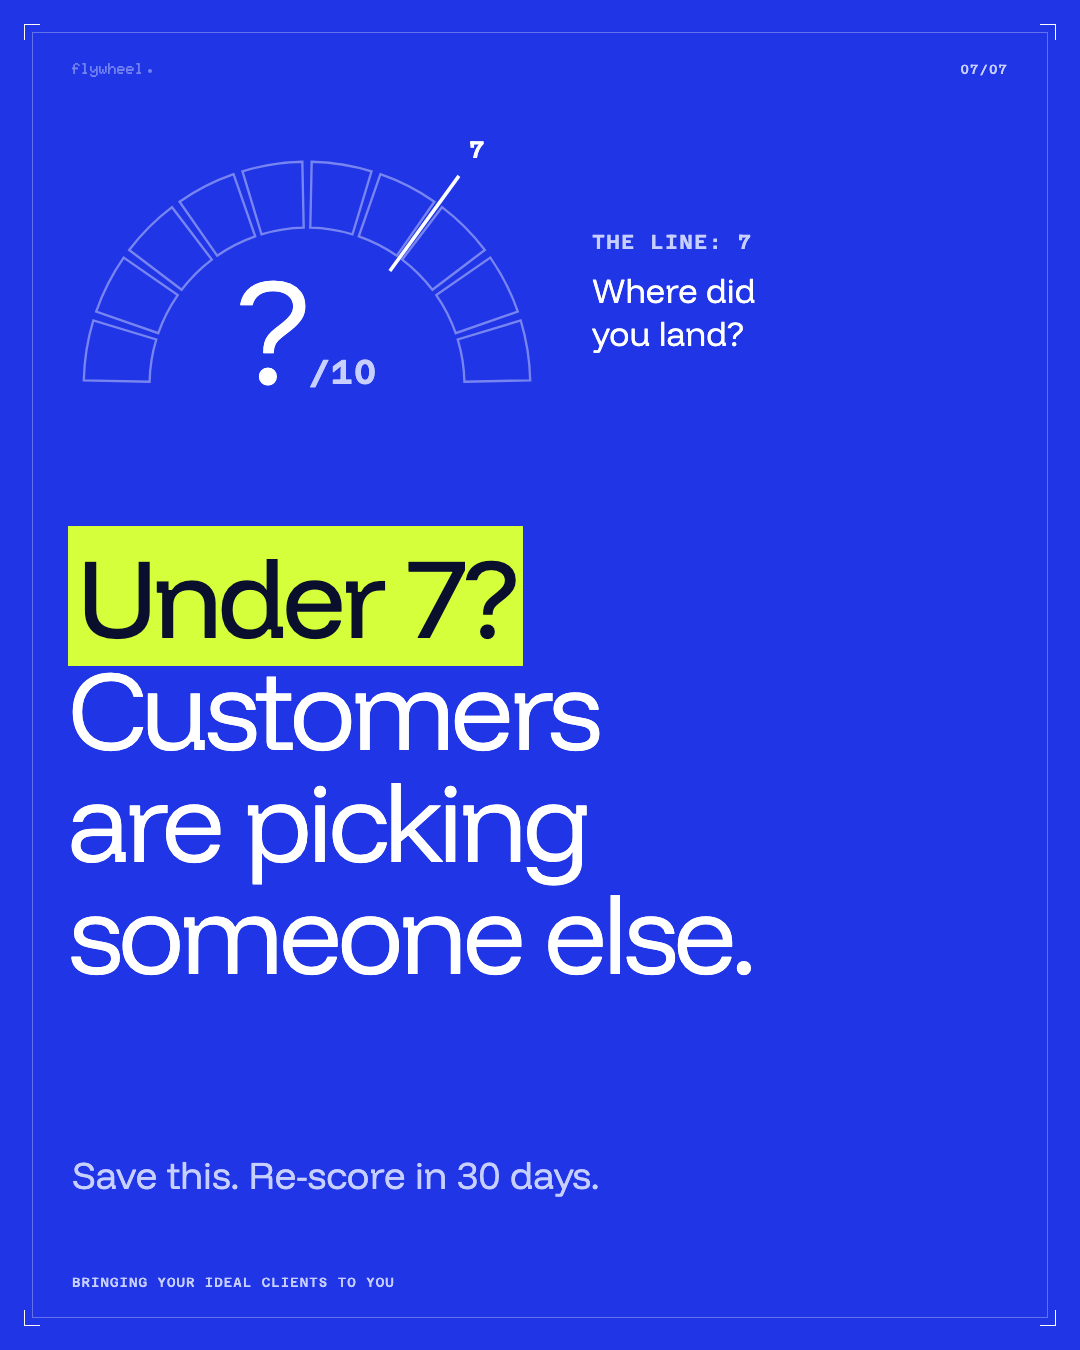 flywheel.
07/07
7
?/10
THE LINE: 7
Where did
you land?
Under 7?
Customers
are picking
someone else.
Save this. Re-score in 30 days.
BRINGING YOUR IDEAL CLIENTS TO YOU